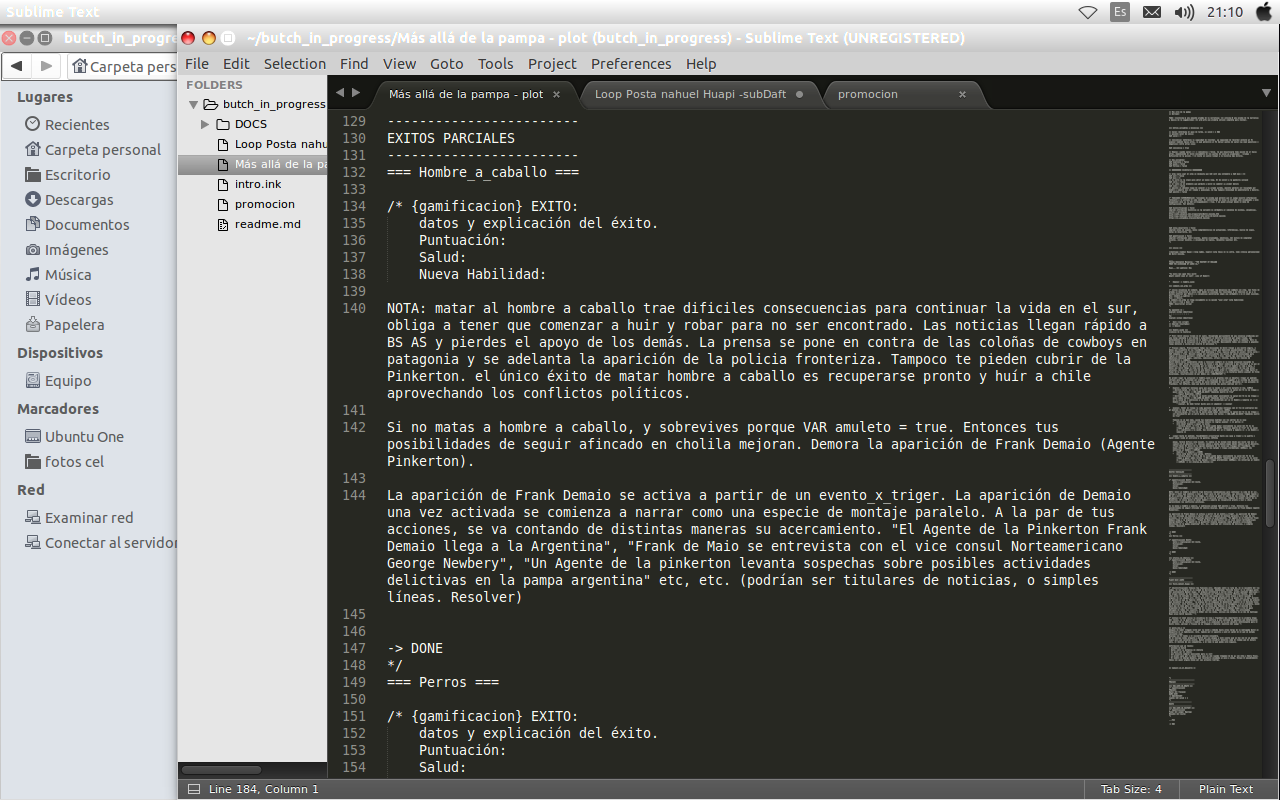 Sublime Text
Es
21:10
butch_in_progre
~/butch_in_progress/Más allá de la pampa - plot (butch_in_progress) - Sublime Text (UNREGISTERED)
Carpeta pers
File Edit Selection Find View Goto Tools Project Preferences Help
Lugares
Recientes
Carpeta personal
Escritorio
Descargas
Documentos
Imágenes
Música
Vídeos
Papelera
Dispositivos
Equipo
Marcadores
Ubuntu One
fotos cel
Red
Examinar red
Conectar al servidor
FOLDERS
butch_in_progress
DOCS
Loop Posta nahu
Más allá de la pa
intro.ink
promocion
readme.md
Más allá de la pampa - plot
Loop Posta nahuel Huapi -subDaft
promocion
129 ------------------------
130 EXITOS PARCIALES
131 ------------------------
132 === Hombre_a_caballo ===
133
134 /* {gamificacion} EXITO:
135 datos y explicación del éxito.
136 Puntuación:
137 Salud:
138 Nueva Habilidad:
139
140 NOTA: matar al hombre a caballo trae dificiles consecuencias para continuar la vida en el sur,
obliga a tener que comenzar a huir y robar para no ser encontrado. Las noticias llegan rápido a
BS AS y pierdes el apoyo de los demás. La prensa se pone en contra de las coloñas de cowboys en
patagonia y se adelanta la aparición de la policia fronteriza. Tampoco te pieden cubrir de la
Pinkerton. el único éxito de matar hombre a caballo es recuperarse pronto y huír a chile
aprovechando los conflictos políticos.
141
142 Si no matas a hombre a caballo, y sobrevives porque VAR amuleto = true. Entonces tus
posibilidades de seguir afincado en cholila mejoran. Demora la aparición de Frank Demaio (Agente
Pinkerton).
143
144 La aparición de Frank Demaio se activa a partir de un evento_x_triger. La aparición de Demaio
una vez activada se comienza a narrar como una especie de montaje paralelo. A la par de tus
acciones, se va contando de distintas maneras su acercamiento. "El Agente de la Pinkerton Frank
Demaio llega a la Argentina", "Frank de Maio se entrevista con el vice consul Norteamericano
George Newbery", "Un Agente de la pinkerton levanta sospechas sobre posibles actividades
delictivas en la pampa argentina" etc, etc. (podrían ser titulares de noticias, o simples
líneas. Resolver)
145
146
147 -> DONE
148 */
149 === Perros ===
150
151 /* {gamificacion} EXITO:
152 datos y explicación del éxito.
153 Puntuación:
154 Salud:
Line 184, Column 1
Tab Size: 4
Plain Text